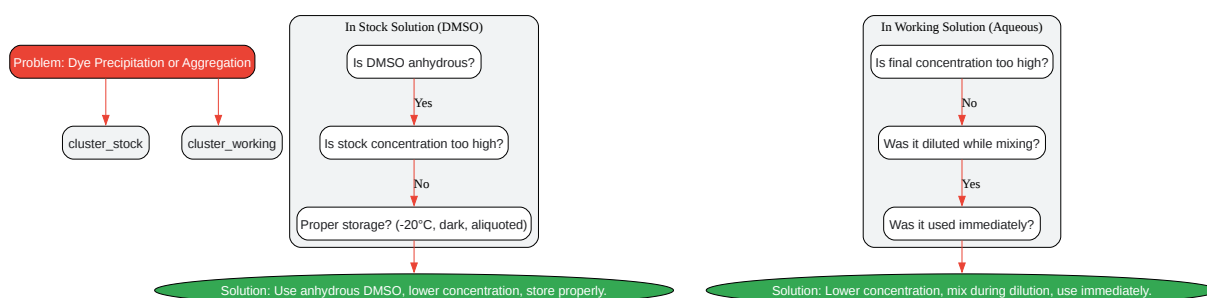 Problem: Dye Precipitation or Aggregation
cluster_stock
cluster_working
In Stock Solution (DMSO)
Is DMSO anhydrous?
Yes
Is stock concentration too high?
No
Proper storage? (-20°C, dark, aliquoted)
Solution: Use anhydrous DMSO, lower concentration, store properly.
In Working Solution (Aqueous)
Is final concentration too high?
No
Was it diluted while mixing?
Yes
Was it used immediately?
Solution: Lower concentration, mix during dilution, use immediately.